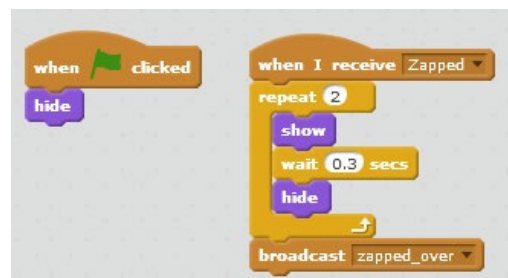 when clicked
hide
when I receive Zapped
repeat 2
show
wait 0.3 secs
hide
broadcast zapped_over